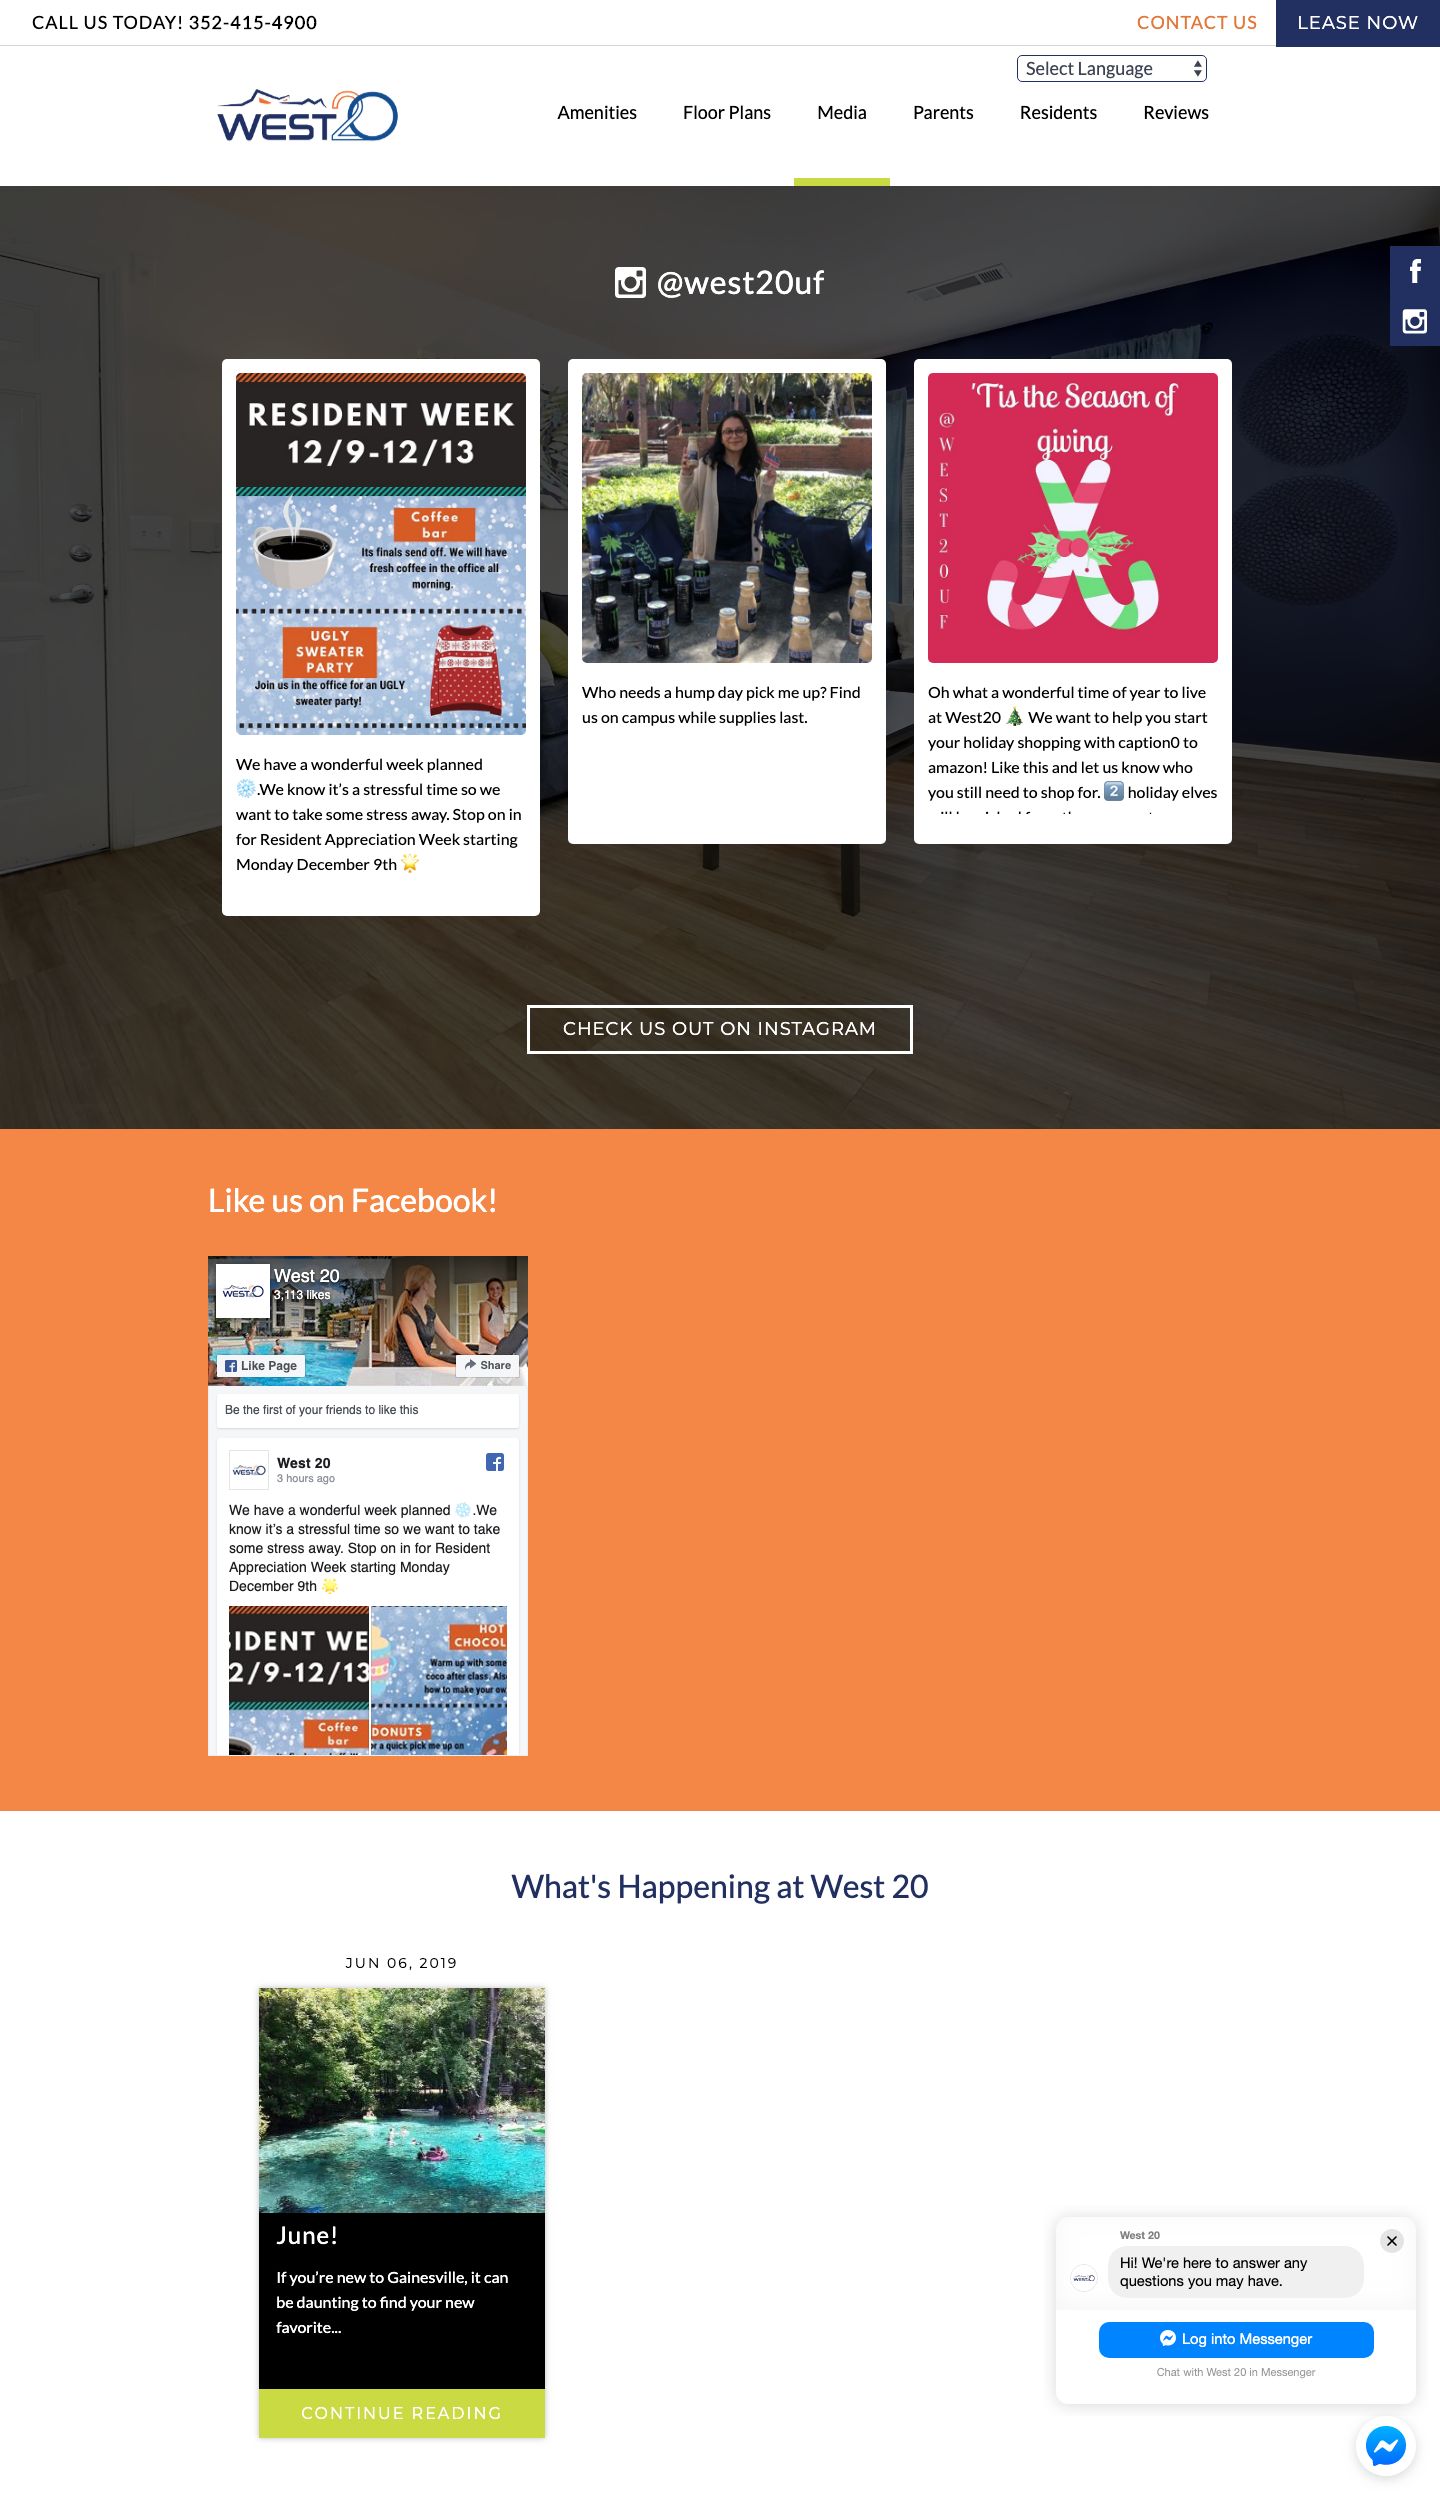 CALL US TODAY! 352-415-4900
CONTACT US
LEASE NOW
Select Language
WEST20
Amenities
Floor Plans
Media
Parents
Residents
Reviews
@west20uf
RESIDENT WEEK
12/9-12/13
Coffee
bar
Its finals send off. We will have
fresh coffee in the office all
morning.
UGLY
SWEATER
PARTY
Join us in the office for an UGLY
sweater party!
We have a wonderful week planned
❄️.We know it’s a stressful time so we
want to take some stress away. Stop on in
for Resident Appreciation Week starting
Monday December 9th 🌟
Who needs a hump day pick me up? Find
us on campus while supplies last.
'Tis the Season of
giving
@WEST20UF
Oh what a wonderful time of year to live
at West20 🎄 We want to help you start
your holiday shopping with caption0 to
amazon! Like this and let us know who
you still need to shop for. 2️⃣ holiday elves
CHECK US OUT ON INSTAGRAM
Like us on Facebook!
WEST20
West 20
3,113 likes
Like Page
Share
Be the first of your friends to like this
WEST20
West 20
3 hours ago
We have a wonderful week planned ❄️.We
know it’s a stressful time so we want to take
some stress away. Stop on in for Resident
Appreciation Week starting Monday
December 9th 🌟
SIDENT WE
2/9-12/13
Coffee
bar
HOT
CHOCOL
Warm up with some
coco after class. Als
how to make your ow
DONUTS
or a quick pick me up on
What's Happening at West 20
JUN 06, 2019
June!
If you’re new to Gainesville, it can
be daunting to find your new
favorite...
CONTINUE READING
West 20
Hi! We're here to answer any
questions you may have.
WEST20
Log into Messenger
Chat with West 20 in Messenger